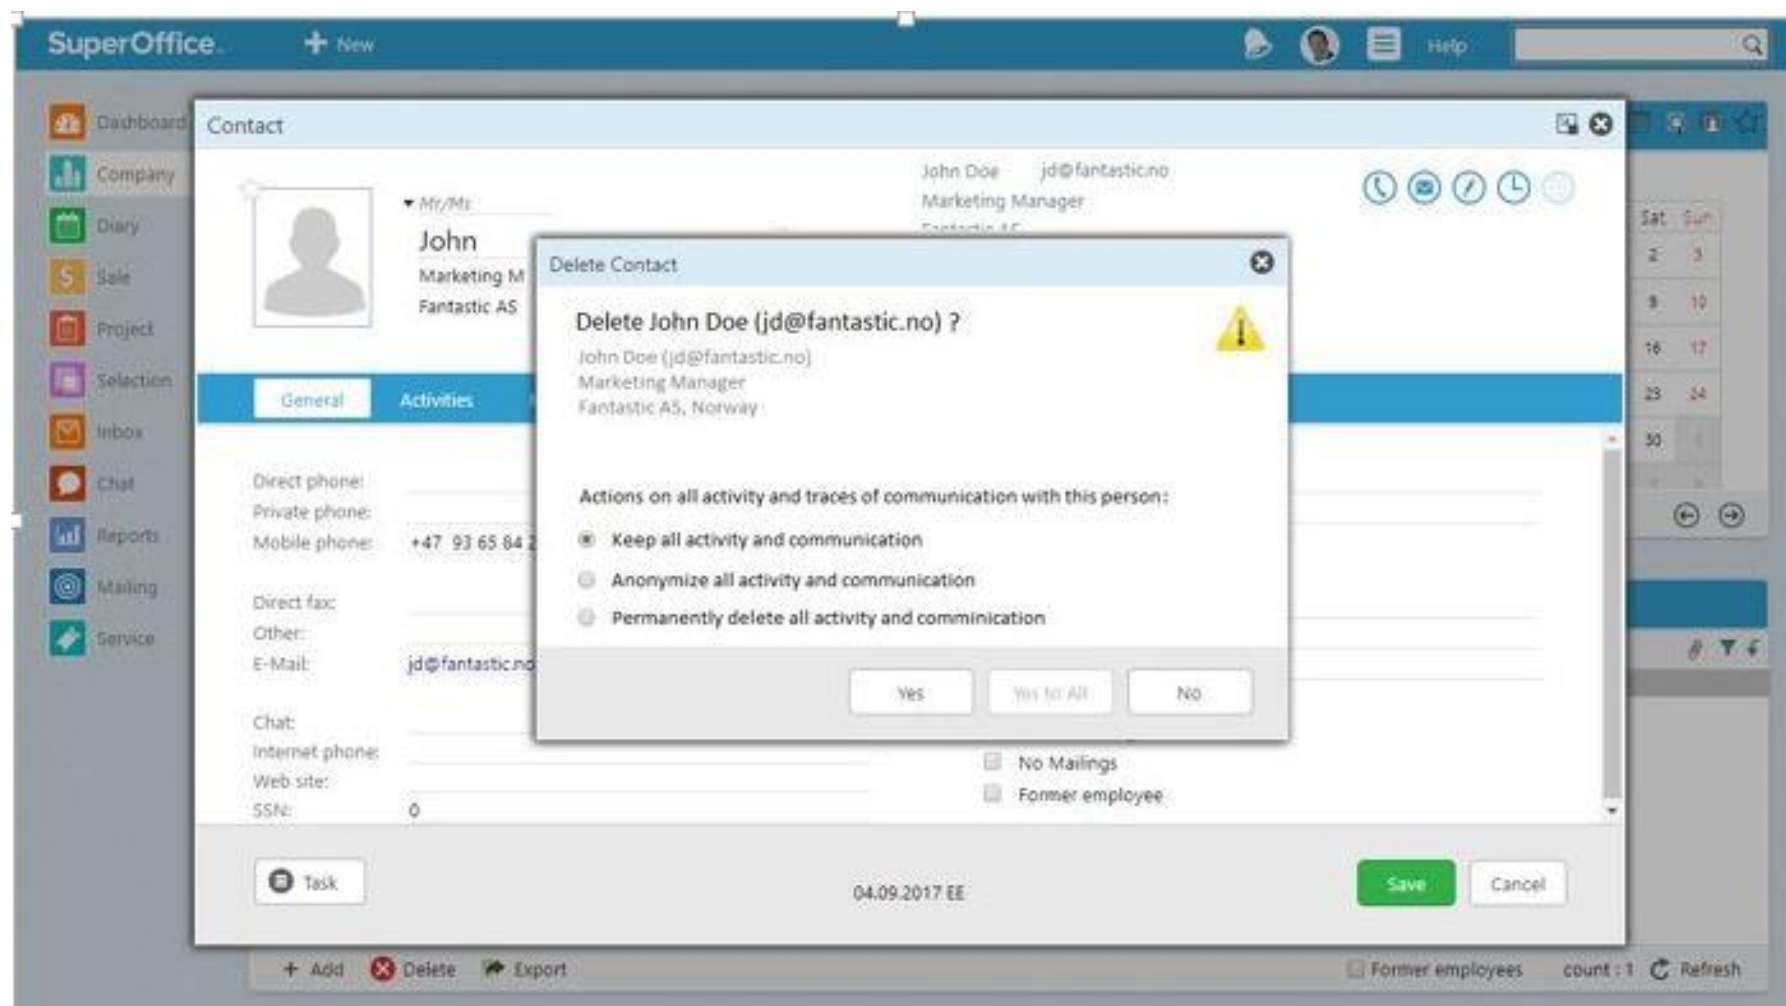 SuperOffice.
New
Help
Dashboard
Company
Diary
Sale
Project
Selection
Inbox
Chat
Reports
Mailing
Service
Contact
Mr/Ms
John
Marketing M
Fantastic AS
John Doe jd@fantastic.no
Marketing Manager
Fantastic AS
General
Activities
Direct phone:
Private phone:
Mobile phone: +47 93 65 84 2
Direct fax:
Other:
E-Mail: jd@fantastic.no
Chat:
Internet phone:
Web site:
SSN: 0
Delete Contact
Delete John Doe (jd@fantastic.no) ?
John Doe (jd@fantastic.no)
Marketing Manager
Fantastic AS, Norway
Actions on all activity and traces of communication with this person:
Keep all activity and communication
Anonymize all activity and communication
Permanently delete all activity and comminication
Yes
Yes to All
No
No Mailings
Former employee
Task
04.09.2017 EE
Save
Cancel
Sat Sun
2 3
9 10
16 17
23 24
30
Add
Delete
Export
Former employees
count : 1
Refresh